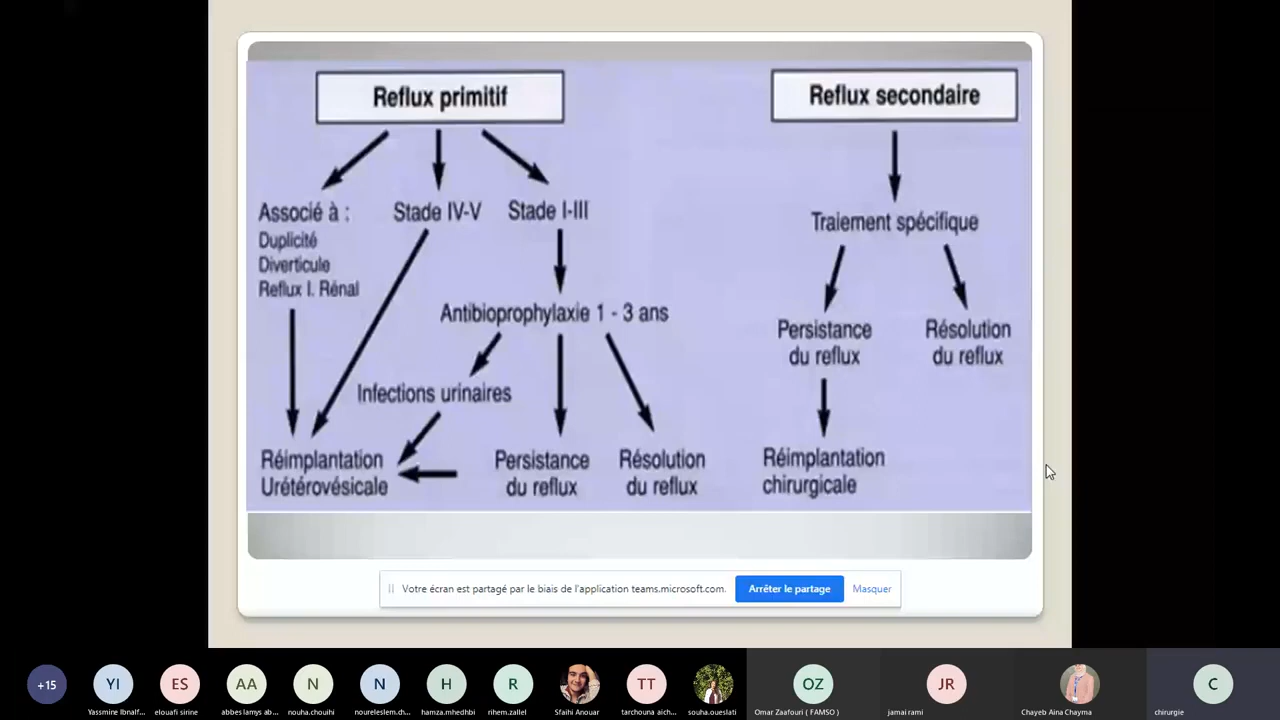 Reflux primitif
Reflux secondaire
Associé à :
Duplicité
Diverticule
Reflux I. Rénal
Stade IV-V
Stade I-III
Antibioprophylaxie 1 - 3 ans
Infections urinaires
Réimplantation
Urétérovésicale
Persistance
du reflux
Résolution
du reflux
Traiement spécifique
Persistance
du reflux
Résolution
du reflux
Réimplantation
chirurgicale
Votre écran est partagé par le biais de l'application teams.microsoft.com.
Arrêter le partage
Masquer
+15
YI
ES
AA
N
N
H
R
TT
OZ
JR
C
Yassmine Ibnalf...
elouafi sirine
abbes lamys ab...
nouha.chouihi
noureleslem.ch...
hamza.mhedhbi
rihem.zallel
Sfaihi Anouar
tarchouna aich...
souha.oueslati
Omar Zaafouri ( FAMSO )
jamai rami
Chayeb Aina Chayma
chirurgie